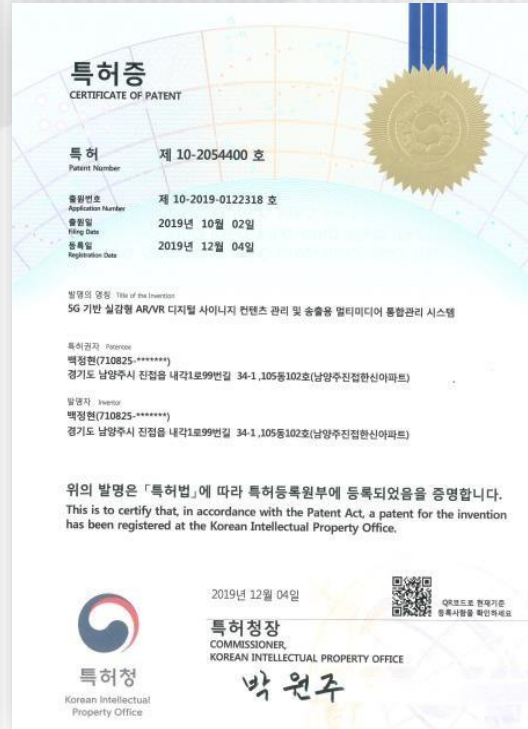 특허증
CERTIFICATE OF PATENT
특허
Patent Number
제 10-2054400 호
출원번호
Application Number
제 10-2019-0122318 호
출원일
Filing Date
2019년 10월 02일
등록일
Registration Date
2019년 12월 04일
발명의 명칭 Title of the Invention
5G 기반 실감형 AR/VR 디지털 사이니지 컨텐츠 관리 및 송출용 멀티미디어 통합관리 시스템
특허권자 Patentee
백정현(710825-*******)
경기도 남양주시 진접읍 내각1로99번길 34-1 ,105동102호(남양주진접한신아파트)
발명자 Inventor
백정현(710825-*******)
경기도 남양주시 진접읍 내각1로99번길 34-1 ,105동102호(남양주진접한신아파트)
위의 발명은 「특허법」에 따라 특허등록원부에 등록되었음을 증명합니다.
This is to certify that, in accordance with the Patent Act, a patent for the invention
has been registered at the Korean Intellectual Property Office.
2019년 12월 04일
QR코드로 현재기준
등록사항을 확인하세요
특허청장
COMMISSIONER,
KOREAN INTELLECTUAL PROPERTY OFFICE
박원주
특허청
Korean Intellectual
Property Office